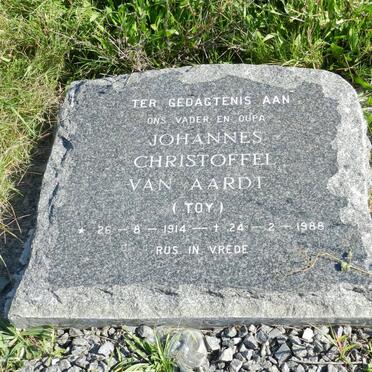 TER GEDAGTENIS AAN
ONS VADER EN OUPA
JOHANNES
CHRISTOFFEL
VAN AARDT
(TOY)
* 26 – 8 – 1914 – † 24 – 2 – 1988
RUS IN VREDE